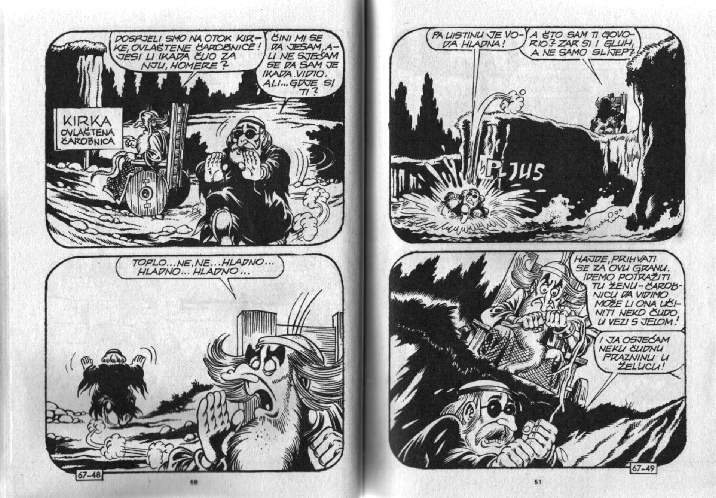 DOSPJELI SMO NA OTOK KIR-
KE, OVLAŠTENE ČAROBNICE!
JESI LI IKADA ČUO ZA
NJU, HOMERE?
ČINI MI SE
DA JESAM, A-
LI NE SJEĆAM
SE DA SAM JE
IKADA VIDIO.
ALI... GDJE SI
TI?
KIRKA
OVLAŠTENA
ČAROBNICA
TOPLO... NE, NE... HLADNO...
HLADNO... HLADNO...
67-48
50
PA UISTINU JE VO-
DA HLADNA!
A ŠTO SAM TI GOVO-
RIO? ZAR SI I GLUH,
A NE SAMO SLIJEP?
PLJUS
HAJDE, PRIHVATI
SE ZA OVU GRANU.
IDEMO POTRAŽITI
TU ŽENU-ČAROB-
NICU DA VIDIMO
MOŽE LI ONA UČI-
NITI NEKO ČUDO
U VEZI S JELOM!
I JA OSJEĆAM
NEKU ČUDNU
PRAZNINU U
ŽELUCU!
67-49
51